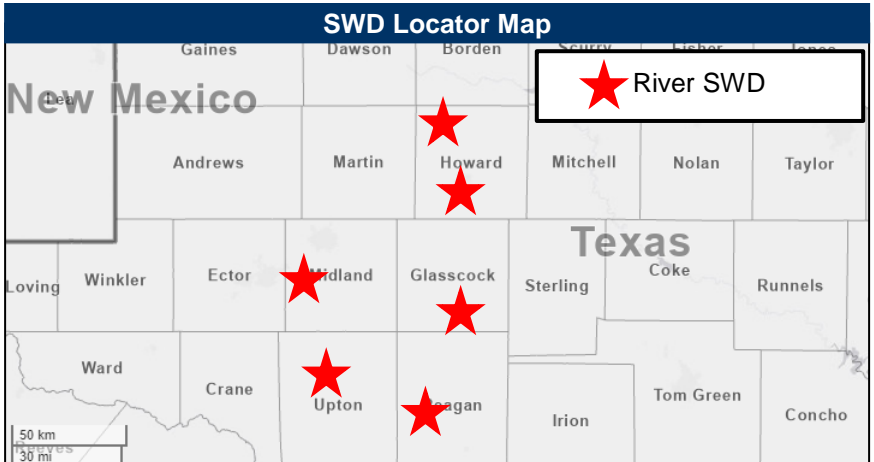 SWD Locator Map
Gaines
Dawson
Borden
Scurry
Fisher
Jones
River SWD
New Mexico
Lea
Andrews
Martin
Howard
Mitchell
Nolan
Taylor
Texas
Loving
Winkler
Ector
Midland
Glasscock
Sterling
Coke
Runnels
Ward
Crane
Upton
Reagan
Irion
Tom Green
Concho
50 km
Reeves
30 mi